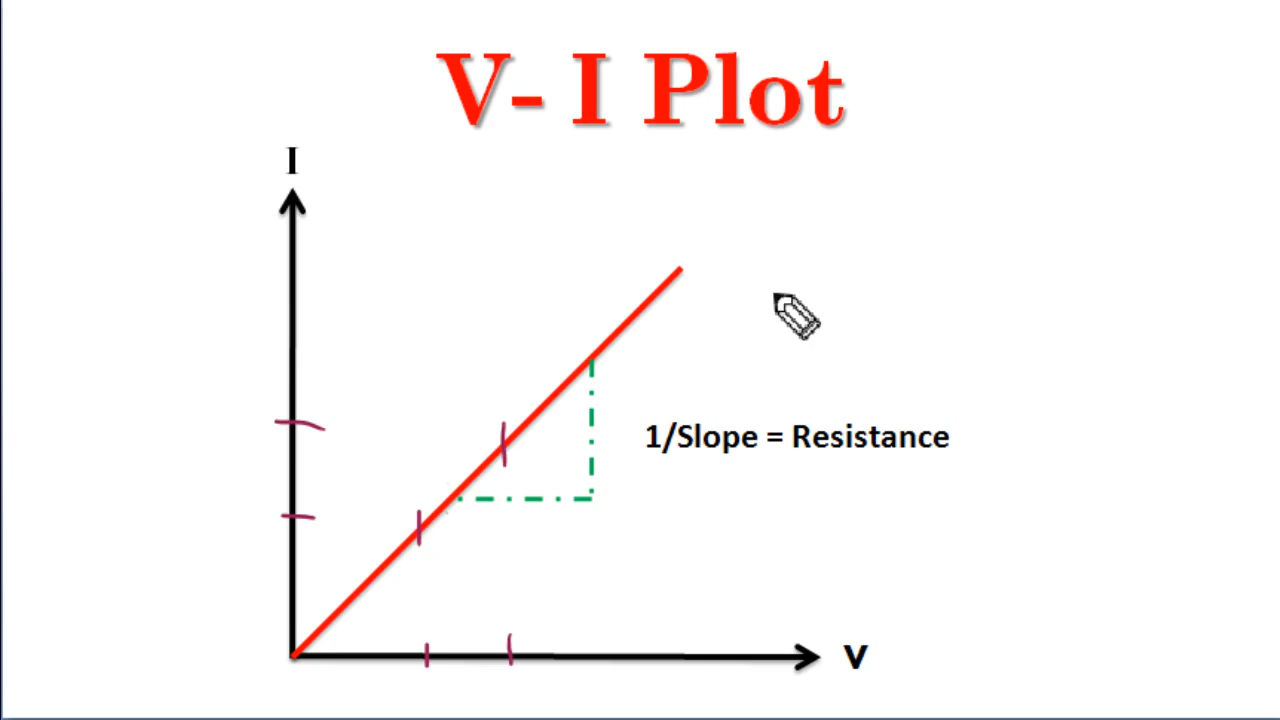 V- I Plot
I
1/Slope = Resistance
V